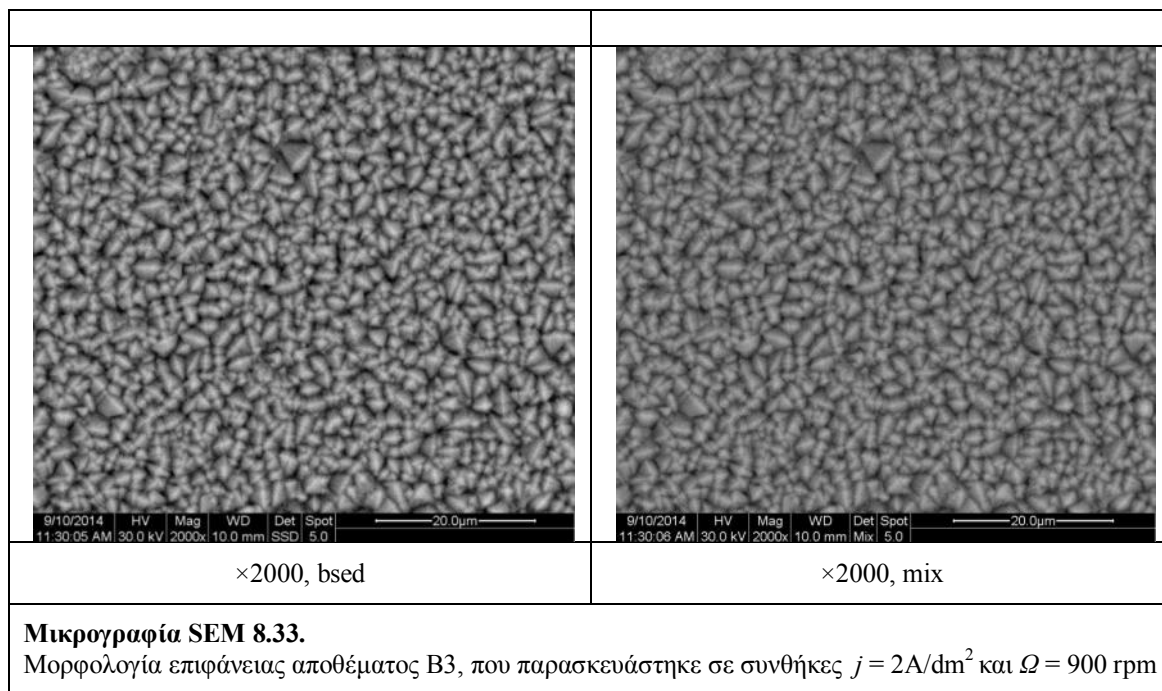 9/10/2014 HV Mag WD Det Spot 20.0µm
11:30:05 AM 30.0 kV 2000x 10.0 mm SSD 5.0
9/10/2014 HV Mag WD Det Spot 20.0µm
11:30:06 AM 30.0 kV 2000x 10.0 mm Mix 5.0
×2000, bsed
×2000, mix
Μικρογραφία SEM 8.33.
Μορφολογία επιφάνειας αποθέματος B3, που παρασκευάστηκε σε συνθήκες j = 2A/dm² και Ω = 900 rpm